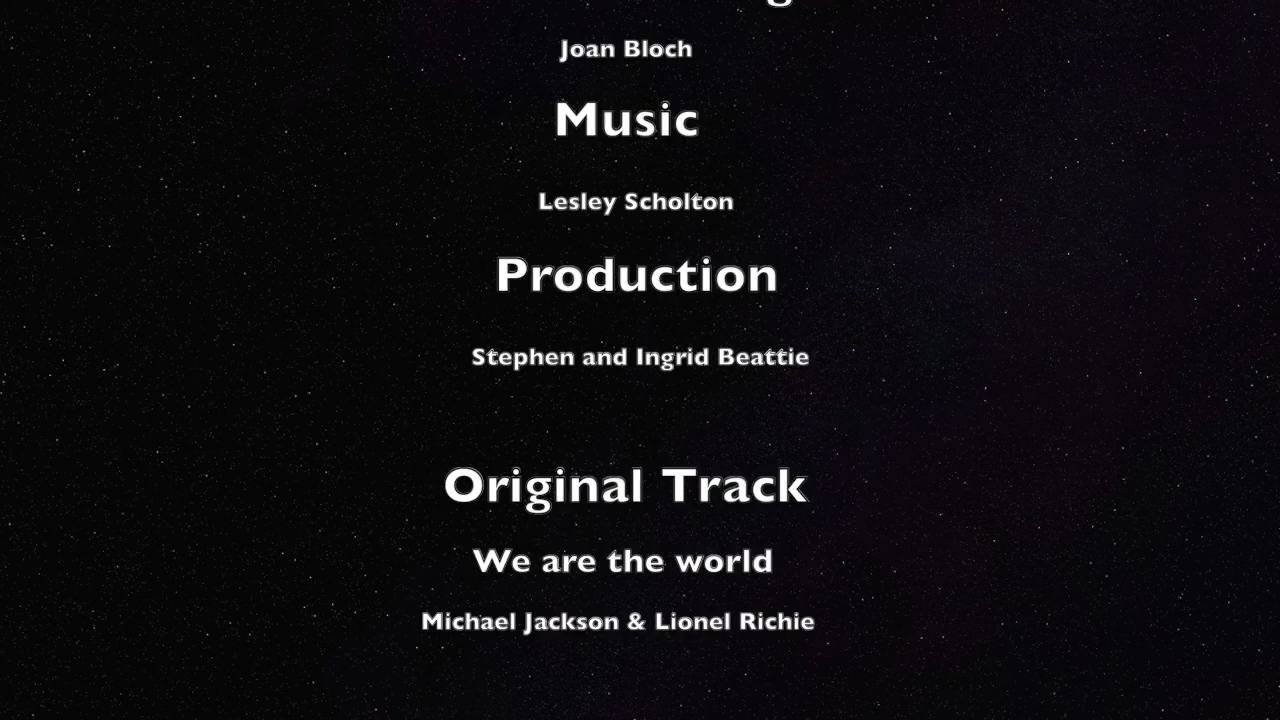 Joan Bloch
Music
Lesley Scholton
Production
Stephen and Ingrid Beattie
Original Track
We are the world
Michael Jackson & Lionel Richie